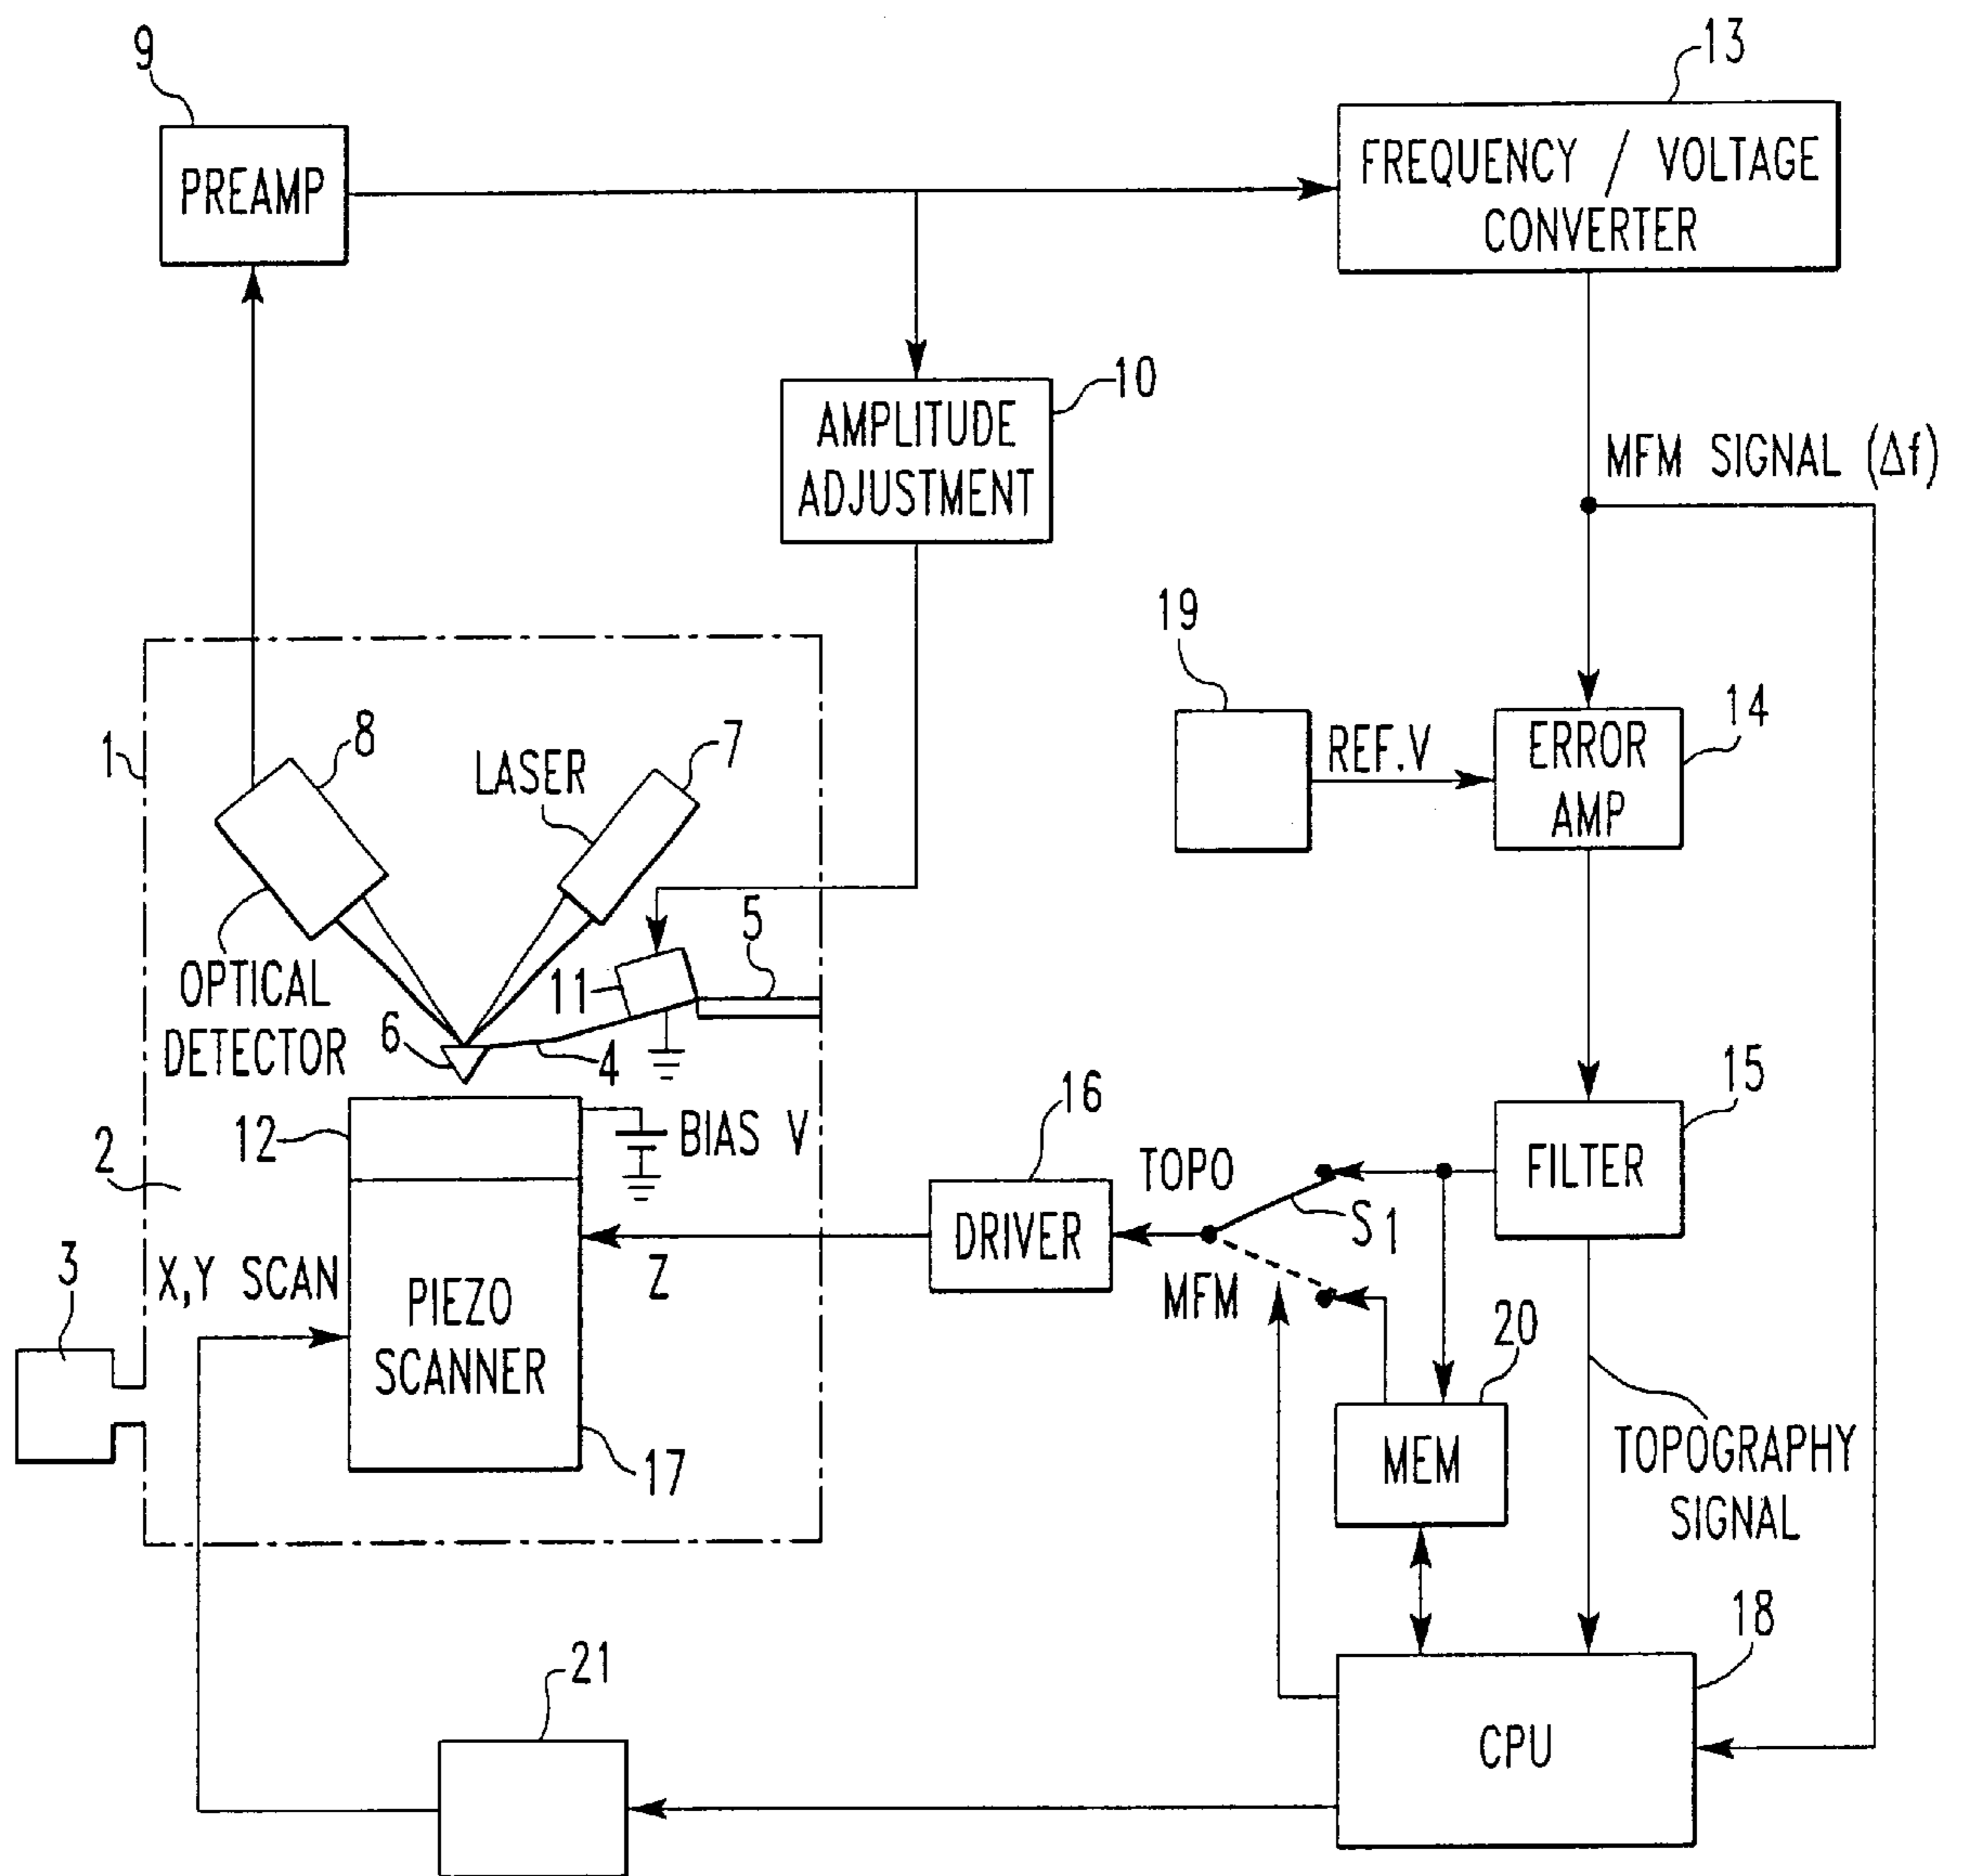 9
13
PREAMP
FREQUENCY / VOLTAGE
CONVERTER
10
AMPLITUDE
ADJUSTMENT
MFM SIGNAL (Δf)
19
1
8
LASER
7
REF.V
ERROR
AMP
14
5
OPTICAL
DETECTOR
11
6
4
12
BIAS V
16
15
2
TOPO
FILTER
S1
DRIVER
3
X,Y SCAN
Z
MFM
PIEZO
SCANNER
20
17
MEM
TOPOGRAPHY
SIGNAL
21
18
CPU